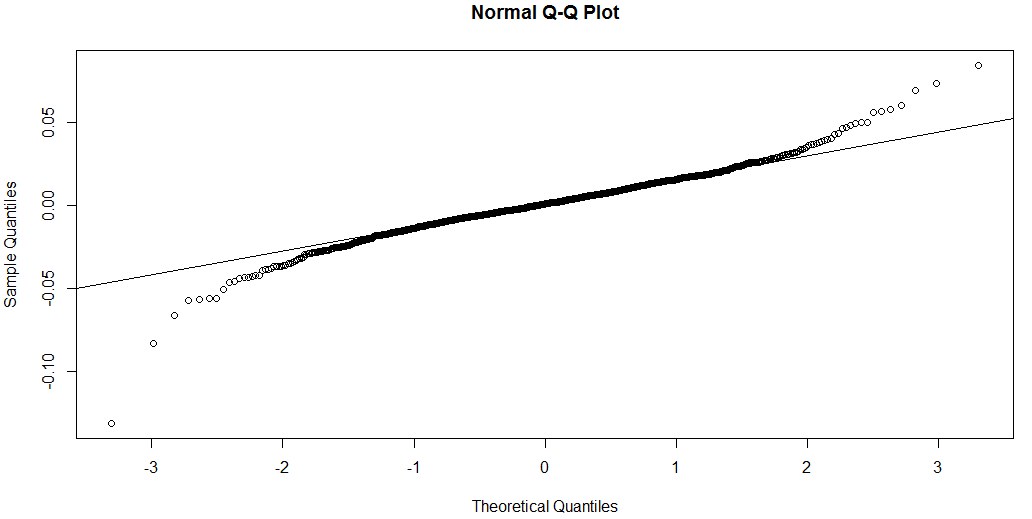 Normal Q-Q Plot
0.05
0.00
-0.05
-0.10
Sample Quantiles
-3 -2 -1 0 1 2 3
Theoretical Quantiles